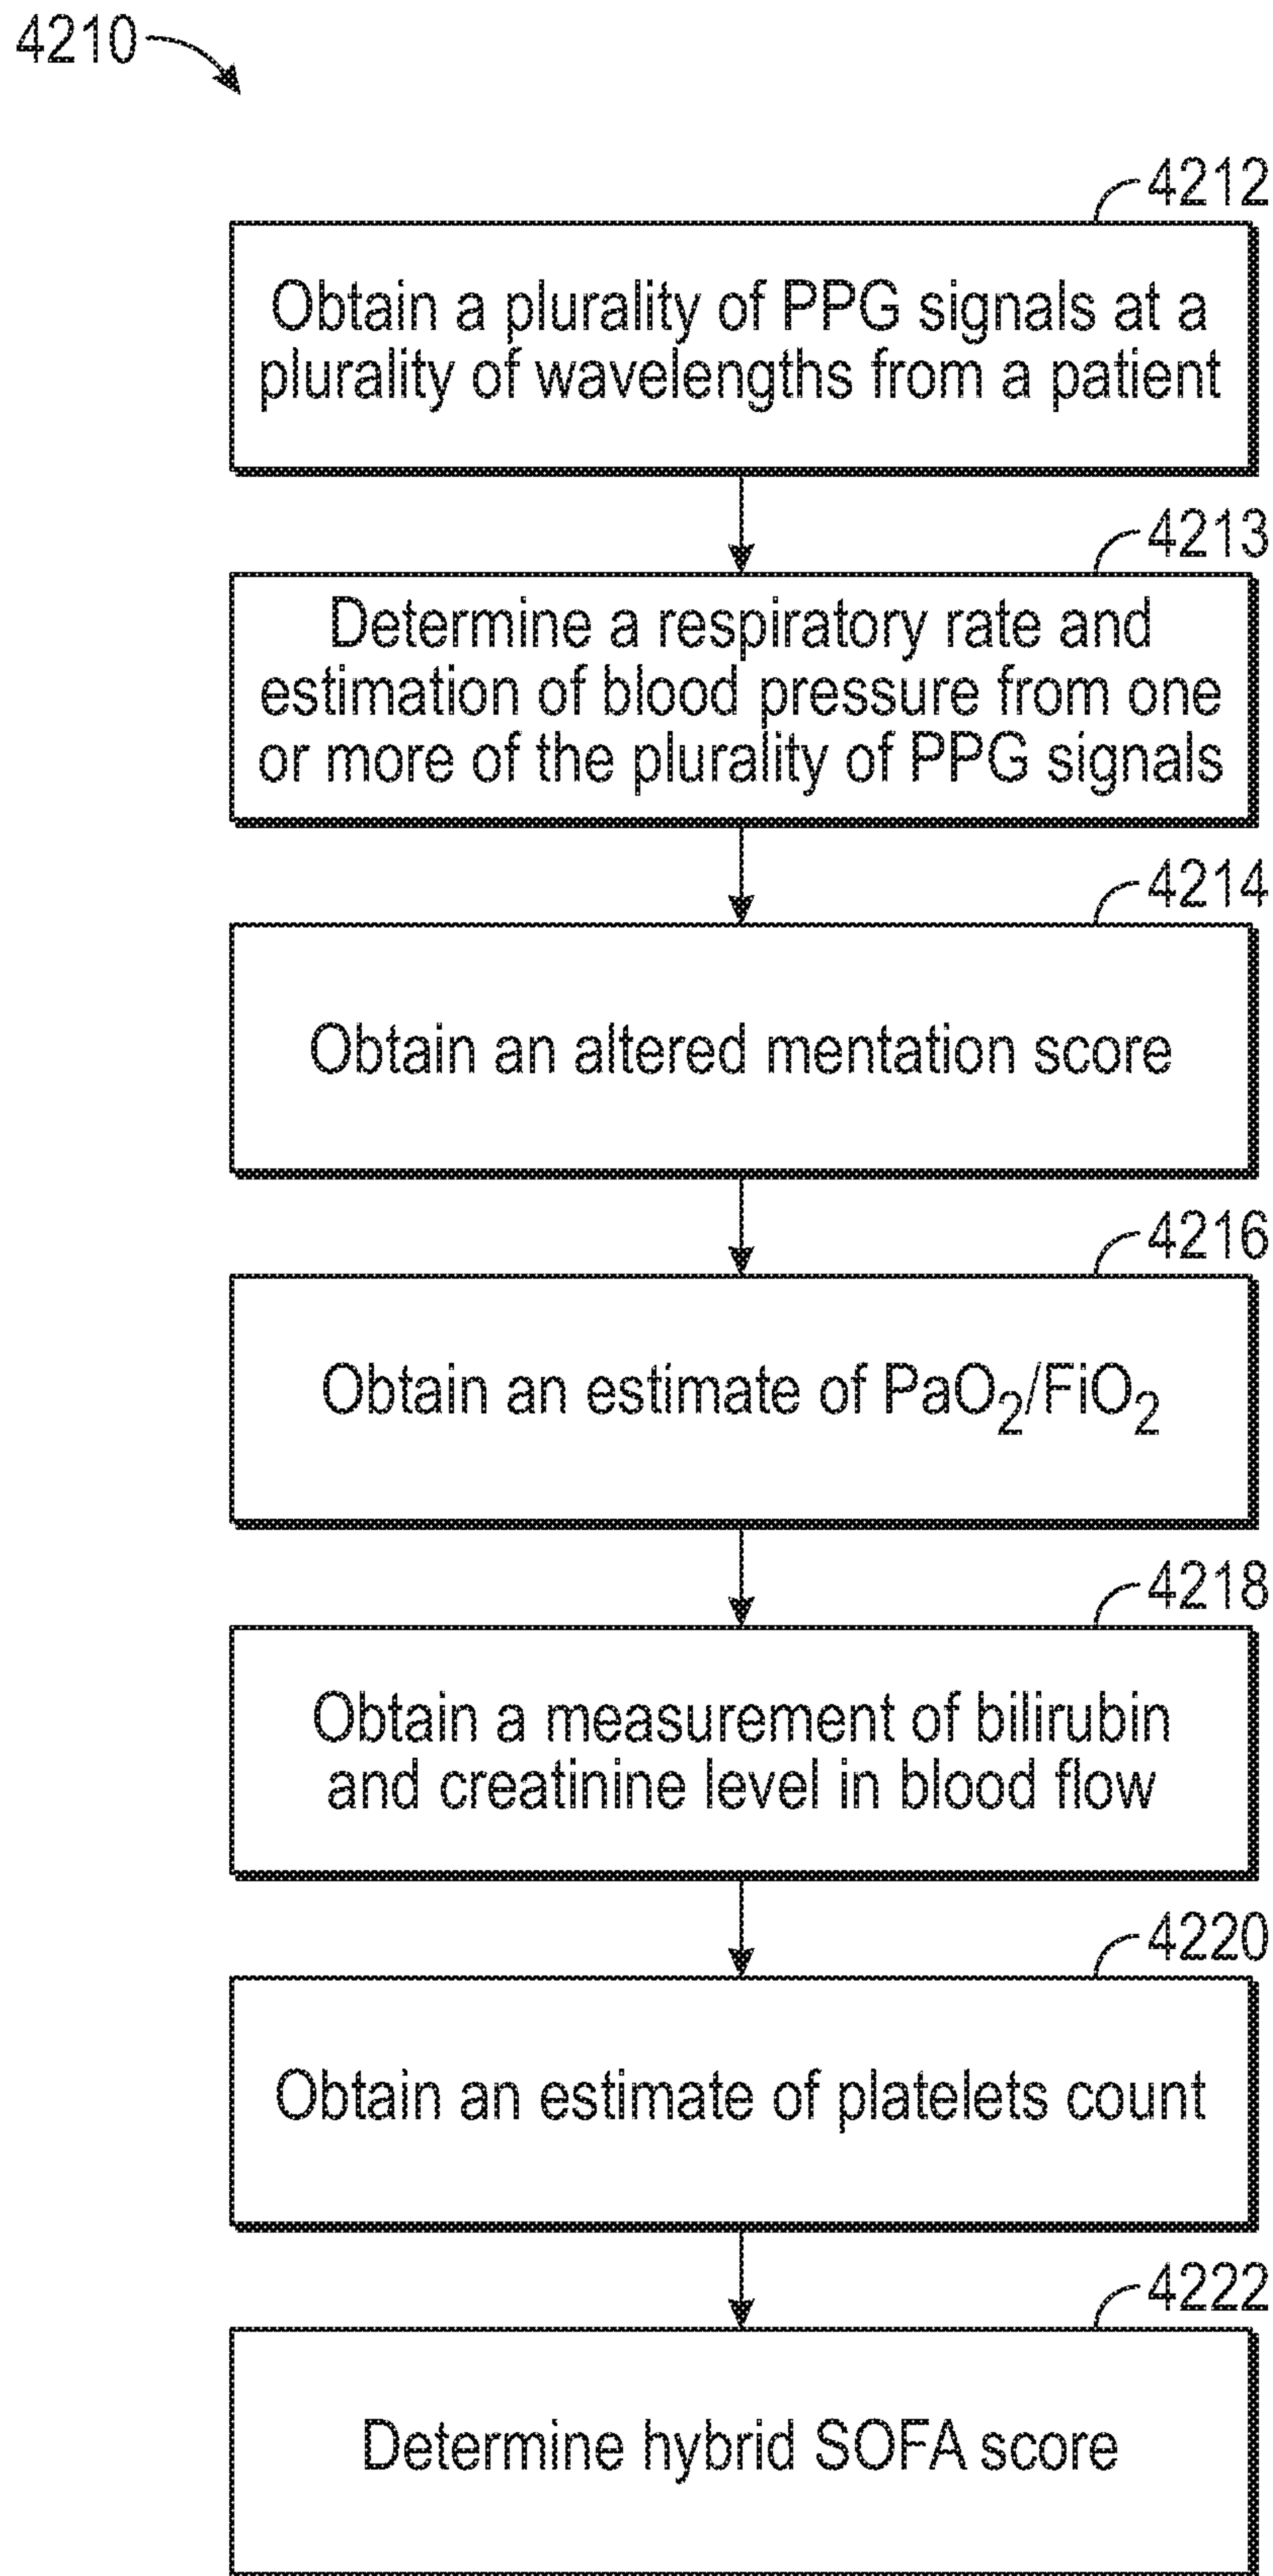 4210
4212
Obtain a plurality of PPG signals at a
plurality of wavelengths from a patient
4213
Determine a respiratory rate and
estimation of blood pressure from one
or more of the plurality of PPG signals
4214
Obtain an altered mentation score
4216
Obtain an estimate of PaO₂/FiO₂
4218
Obtain a measurement of bilirubin
and creatinine level in blood flow
4220
Obtain an estimate of platelets count
4222
Determine hybrid SOFA score